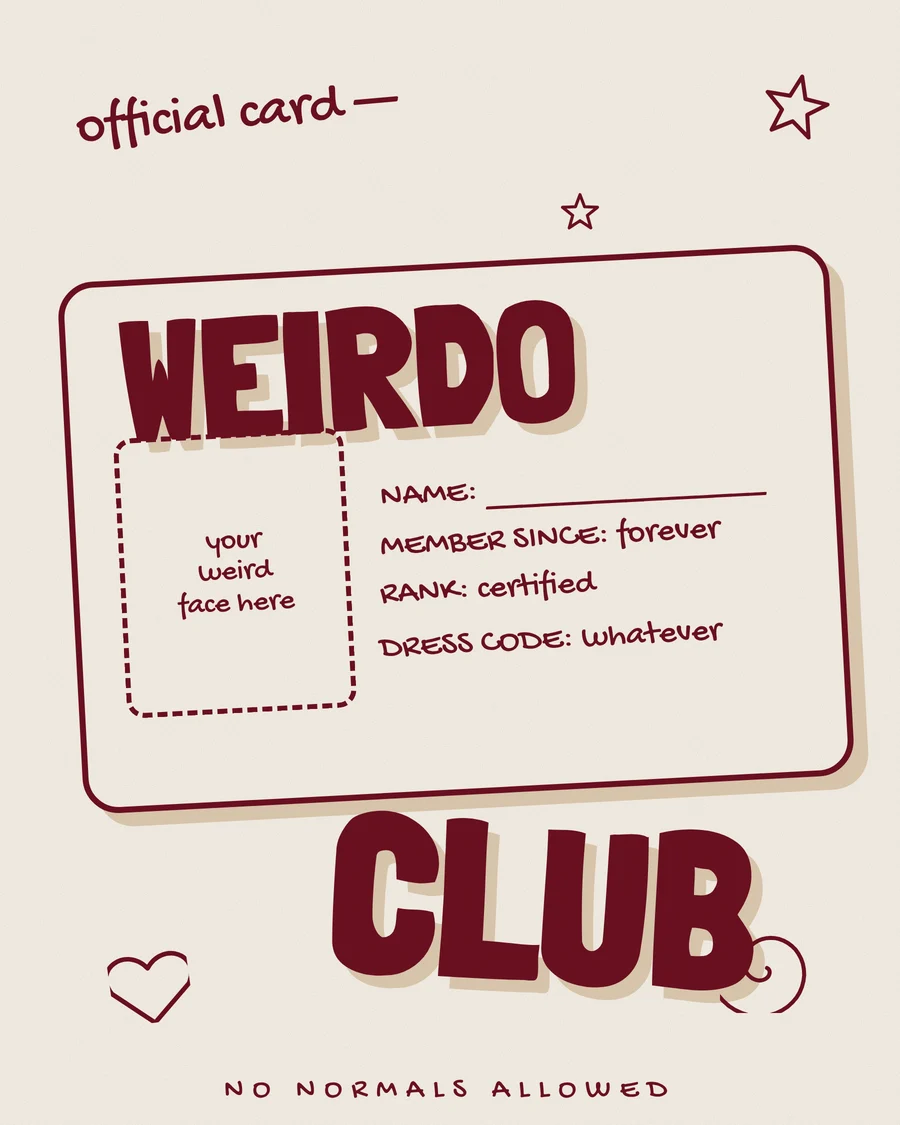 official card —
WEIRDO
your
weird
face here
NAME:
MEMBER SINCE: forever
RANK: certified
DRESS CODE: whatever
CLUB
NO NORMALS ALLOWED